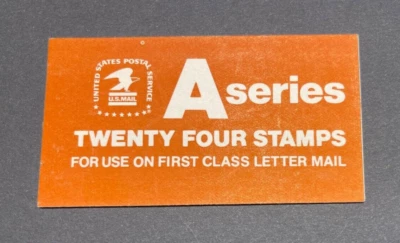 UNITED STATES POSTAL SERVICE
U.S.MAIL
A series
TWENTY FOUR STAMPS
FOR USE ON FIRST CLASS LETTER MAIL